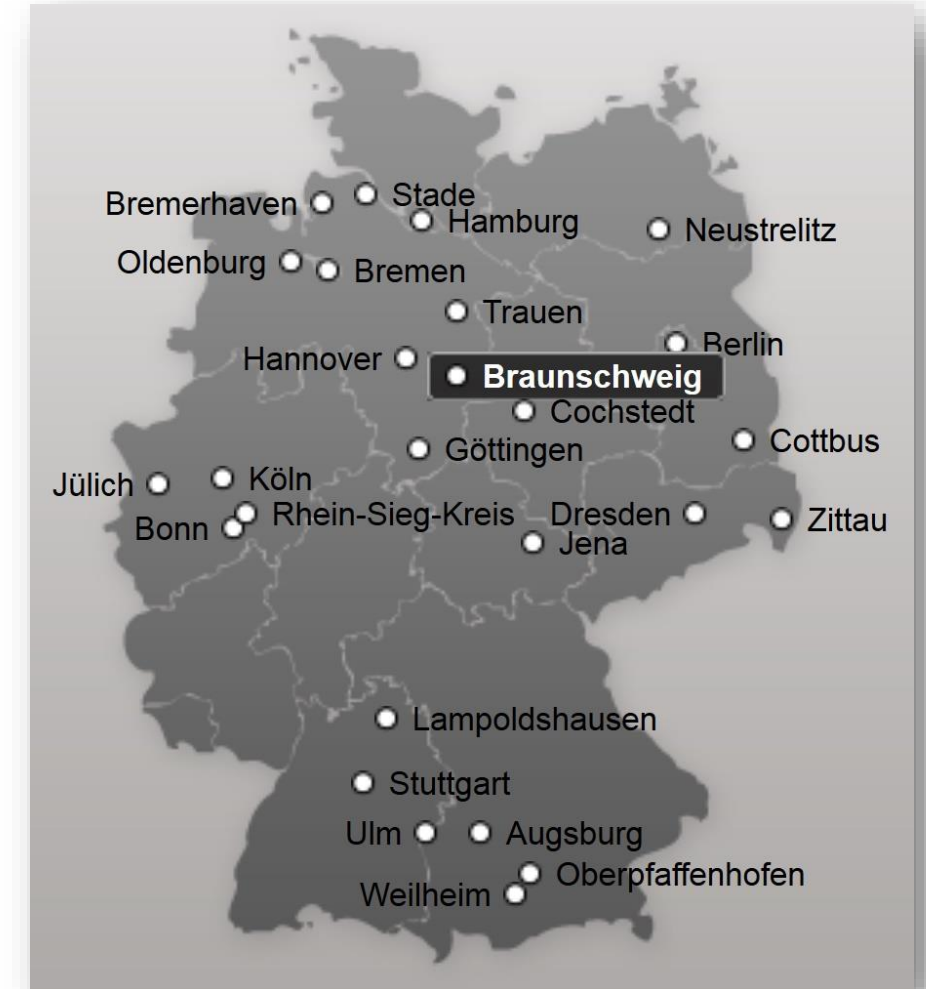 Stade
Bremerhaven
Hamburg
Neustrelitz
Oldenburg
Bremen
Trauen
Berlin
Hannover
Braunschweig
Cochstedt
Cottbus
Göttingen
Köln
Jülich
Rhein-Sieg-Kreis
Dresden
Zittau
Bonn
Jena
Lampoldshausen
Stuttgart
Ulm
Augsburg
Oberpfaffenhofen
Weilheim